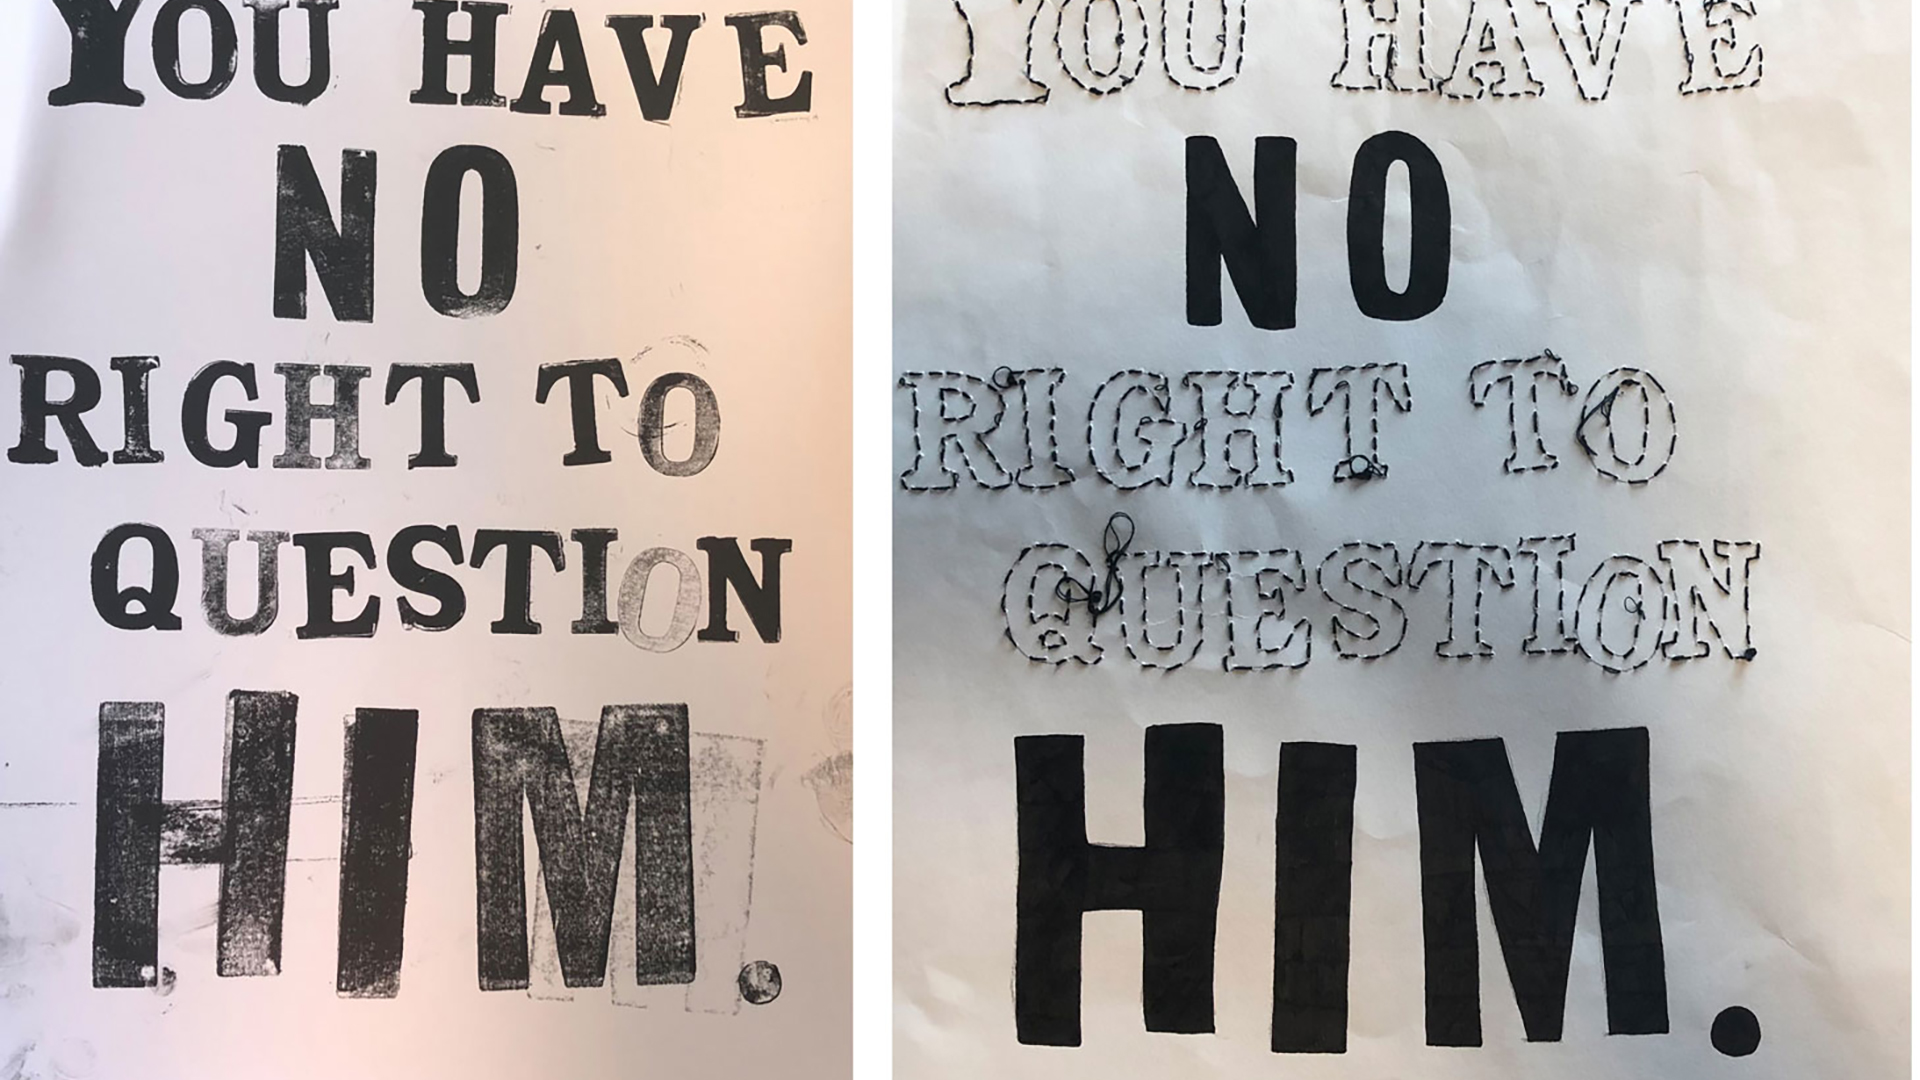 YOU HAVE
NO
RIGHT TO
QUESTION
HIM.
YOU HAVE
NO
RIGHT TO
QUESTION
HIM.